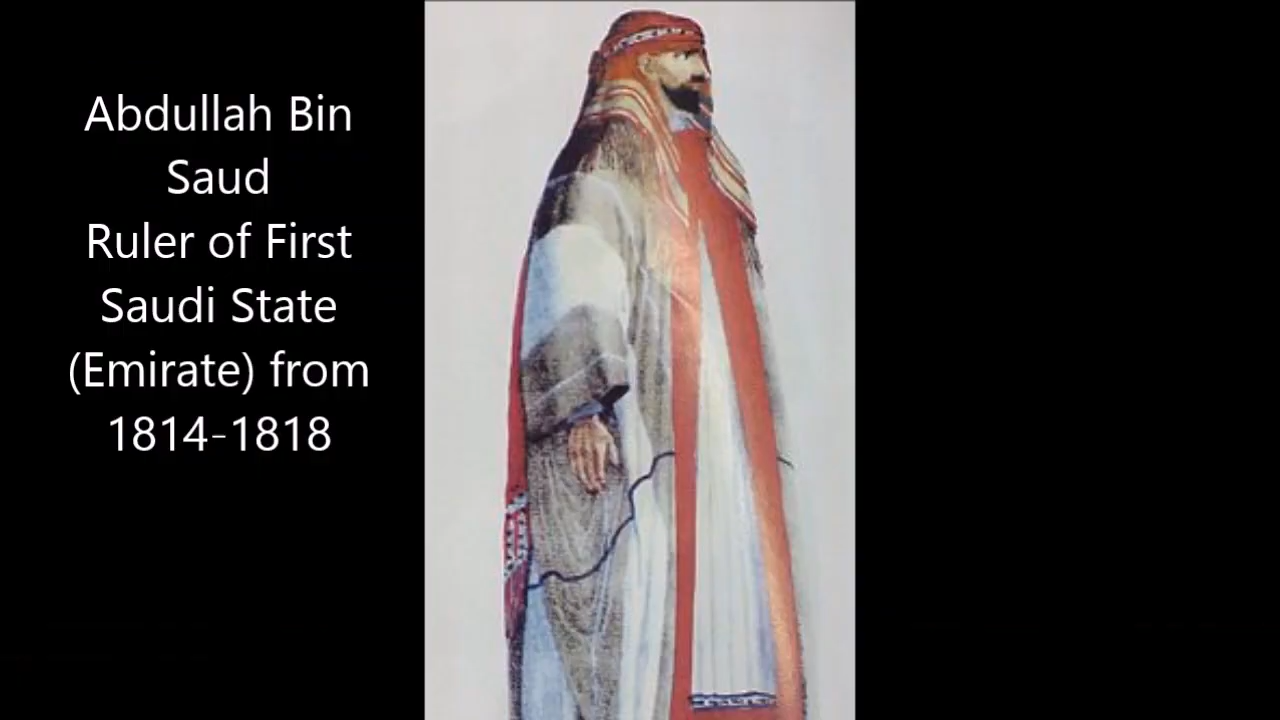 Abdullah Bin
Saud
Ruler of First
Saudi State
(Emirate) from
1814-1818